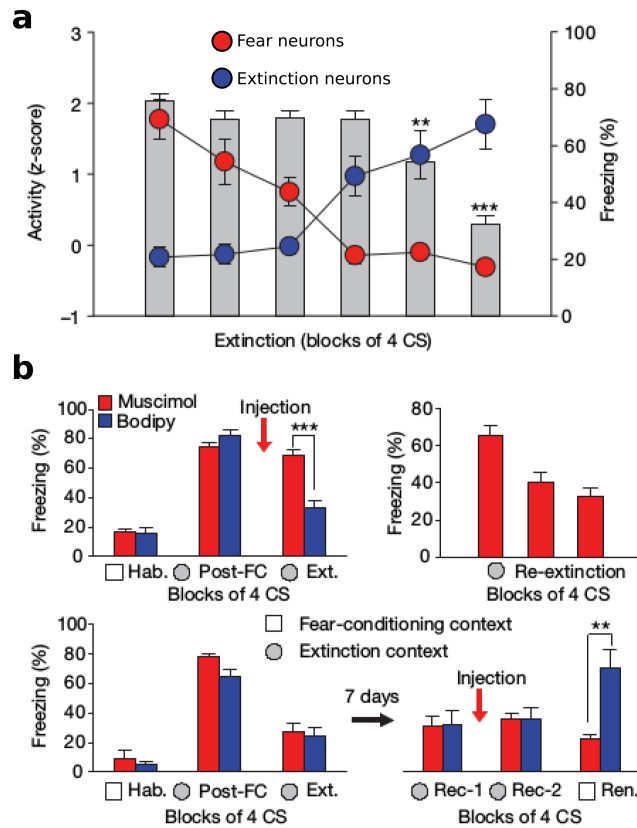 a
Fear neurons
Extinction neurons
Activity (z-score)
3
2
1
0
–1
Freezing (%)
100
80
60
40
20
0
**
***
Extinction (blocks of 4 CS)
b
Muscimol
Bodipy
Injection
***
Freezing (%)
100
80
60
40
20
0
Hab. Post-FC Ext.
Blocks of 4 CS
Freezing (%)
80
60
40
20
0
Re-extinction
Blocks of 4 CS
Fear-conditioning context
Extinction context
Freezing (%)
100
80
60
40
20
0
Hab. Post-FC Ext.
Blocks of 4 CS
7 days
Injection
**
Rec-1 Rec-2 Ren.
Blocks of 4 CS